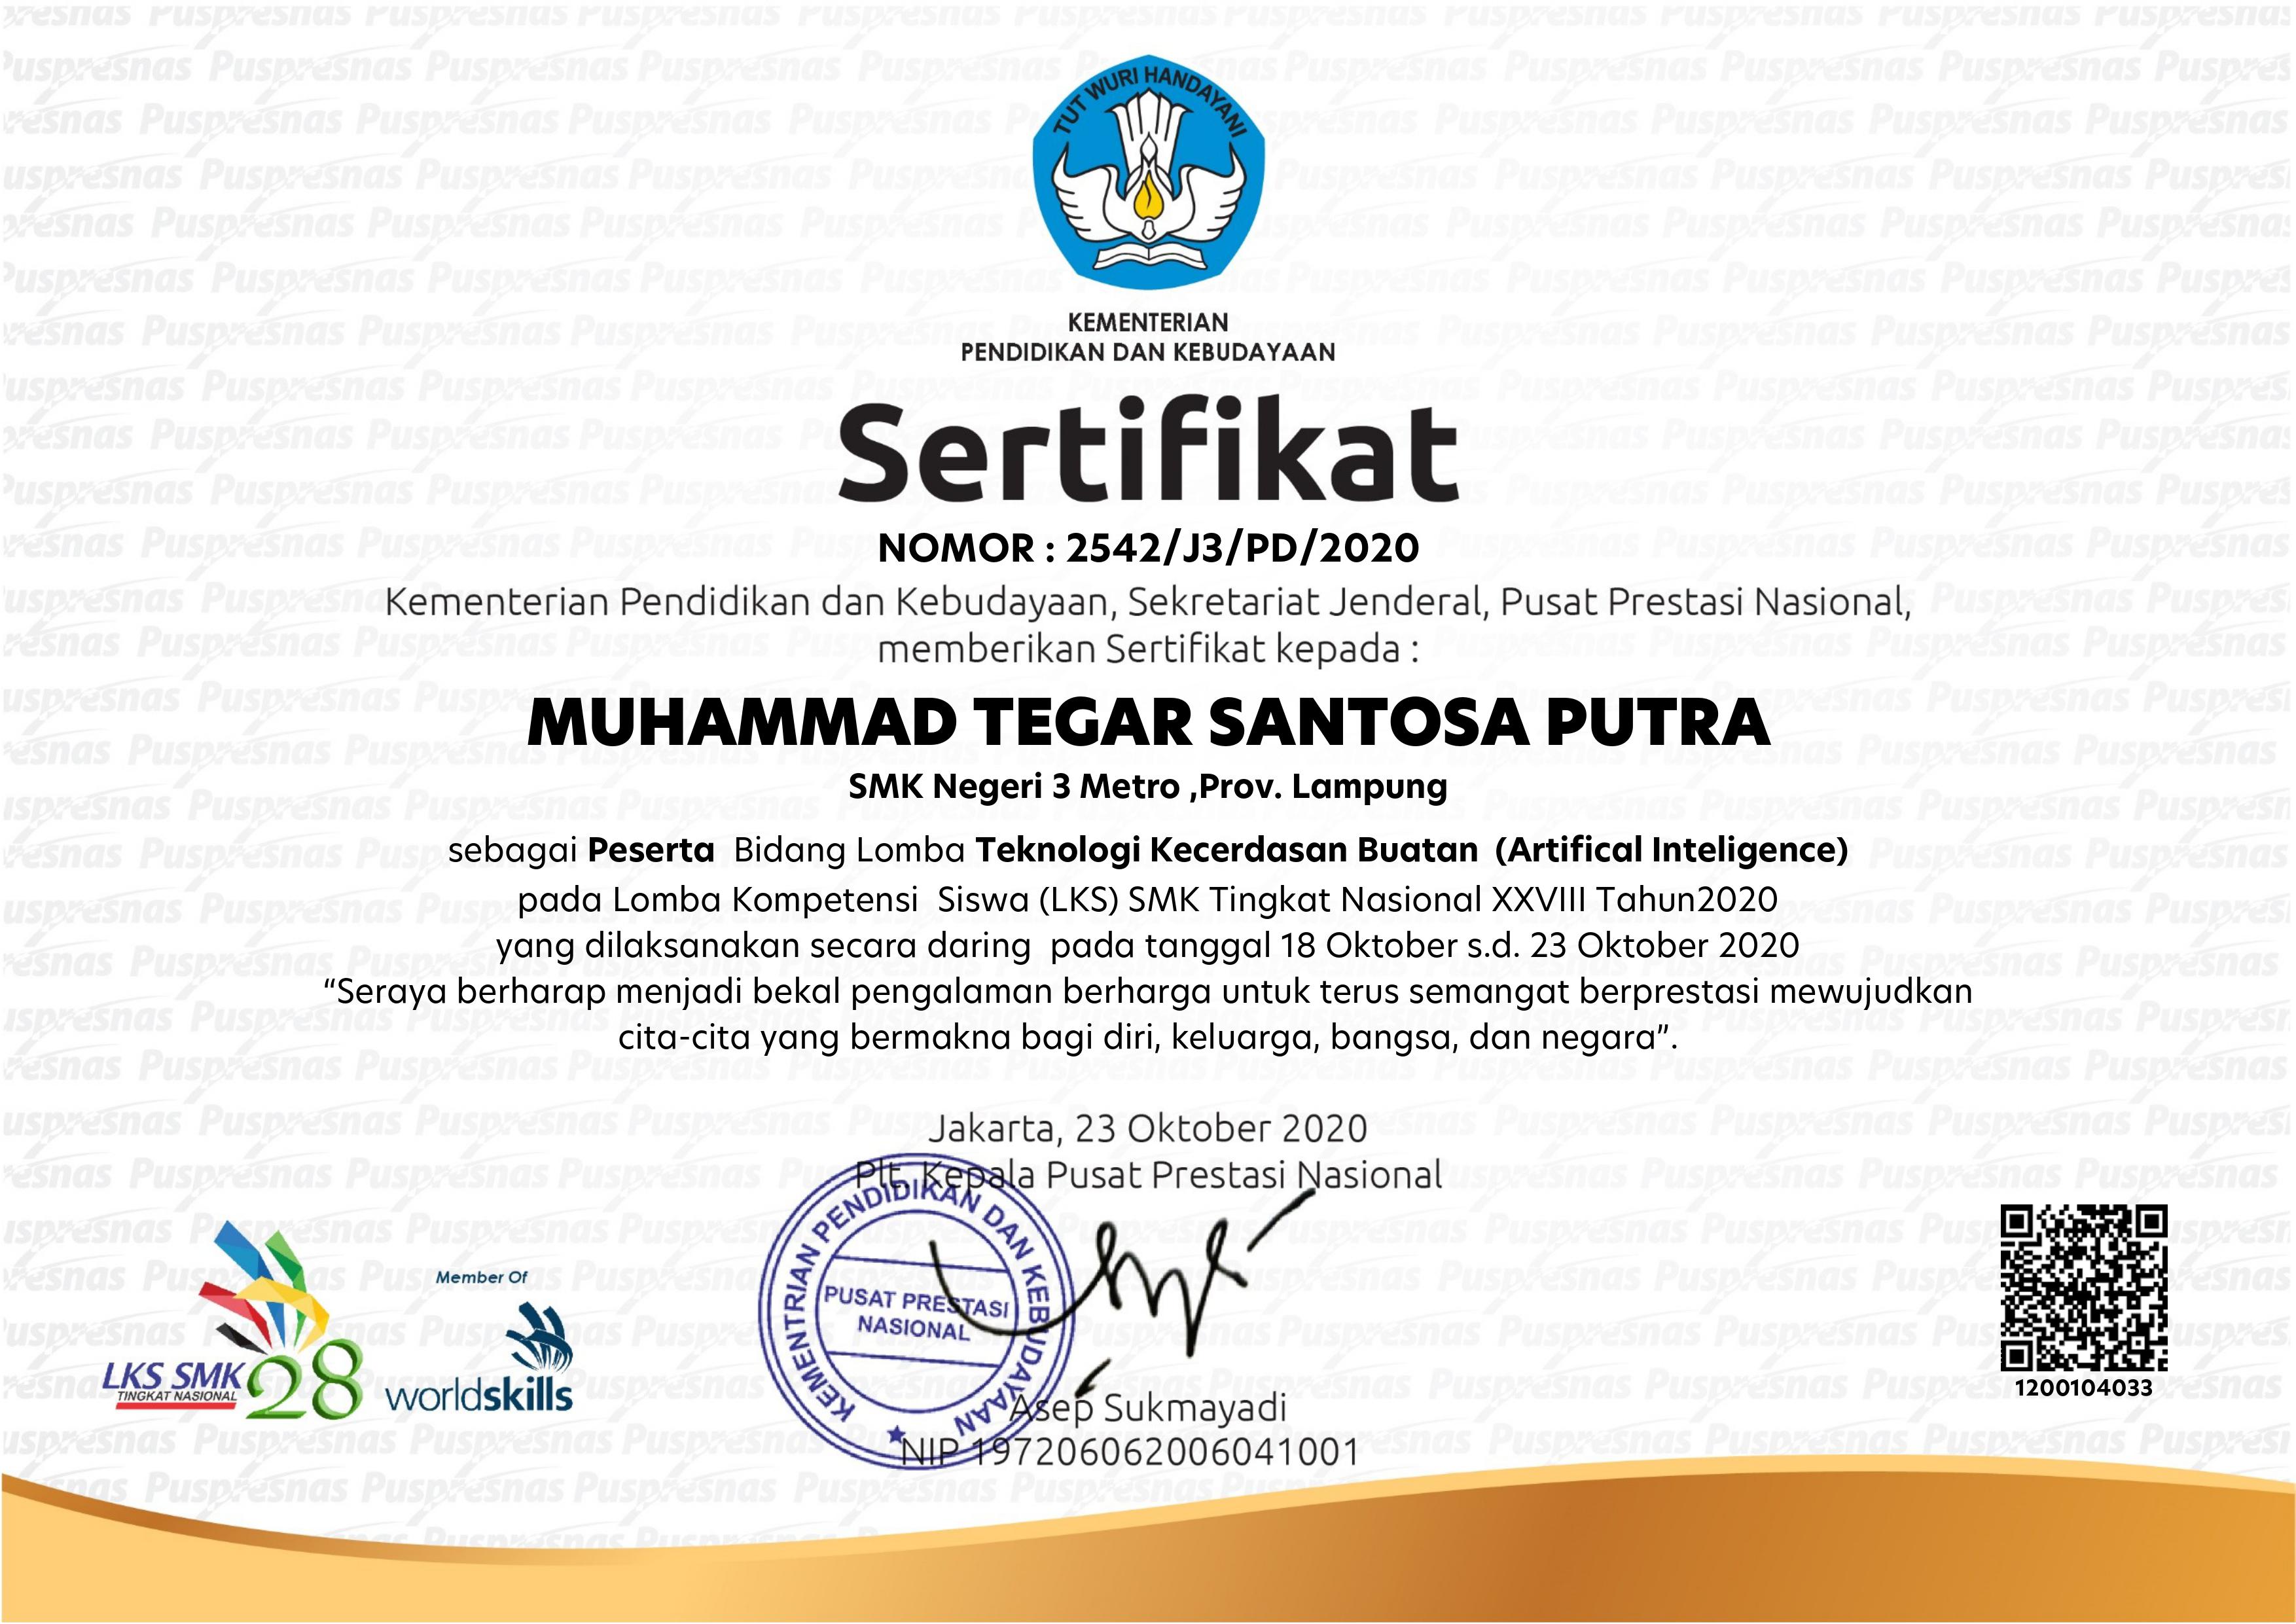 TUT WURI HANDAYANI
KEMENTERIAN
PENDIDIKAN DAN KEBUDAYAAN
Sertifikat
NOMOR : 2542/J3/PD/2020
Kementerian Pendidikan dan Kebudayaan, Sekretariat Jenderal, Pusat Prestasi Nasional,
memberikan Sertifikat kepada :
MUHAMMAD TEGAR SANTOSA PUTRA
SMK Negeri 3 Metro ,Prov. Lampung
sebagai Peserta Bidang Lomba Teknologi Kecerdasan Buatan (Artifical Inteligence)
pada Lomba Kompetensi Siswa (LKS) SMK Tingkat Nasional XXVIII Tahun2020
yang dilaksanakan secara daring pada tanggal 18 Oktober s.d. 23 Oktober 2020
“Seraya berharap menjadi bekal pengalaman berharga untuk terus semangat berprestasi mewujudkan
cita-cita yang bermakna bagi diri, keluarga, bangsa, dan negara”.
Jakarta, 23 Oktober 2020
Plt. Kepala Pusat Prestasi Nasional
KEMENTRIAN PENDIDIKAN DAN KEBUDAYAAN
PUSAT PRESTASI
NASIONAL
Asep Sukmayadi
NIP 197206062006041001
LKS SMK 28
TINGKAT NASIONAL
Member Of
worldskills
1200104033
Puspresnas